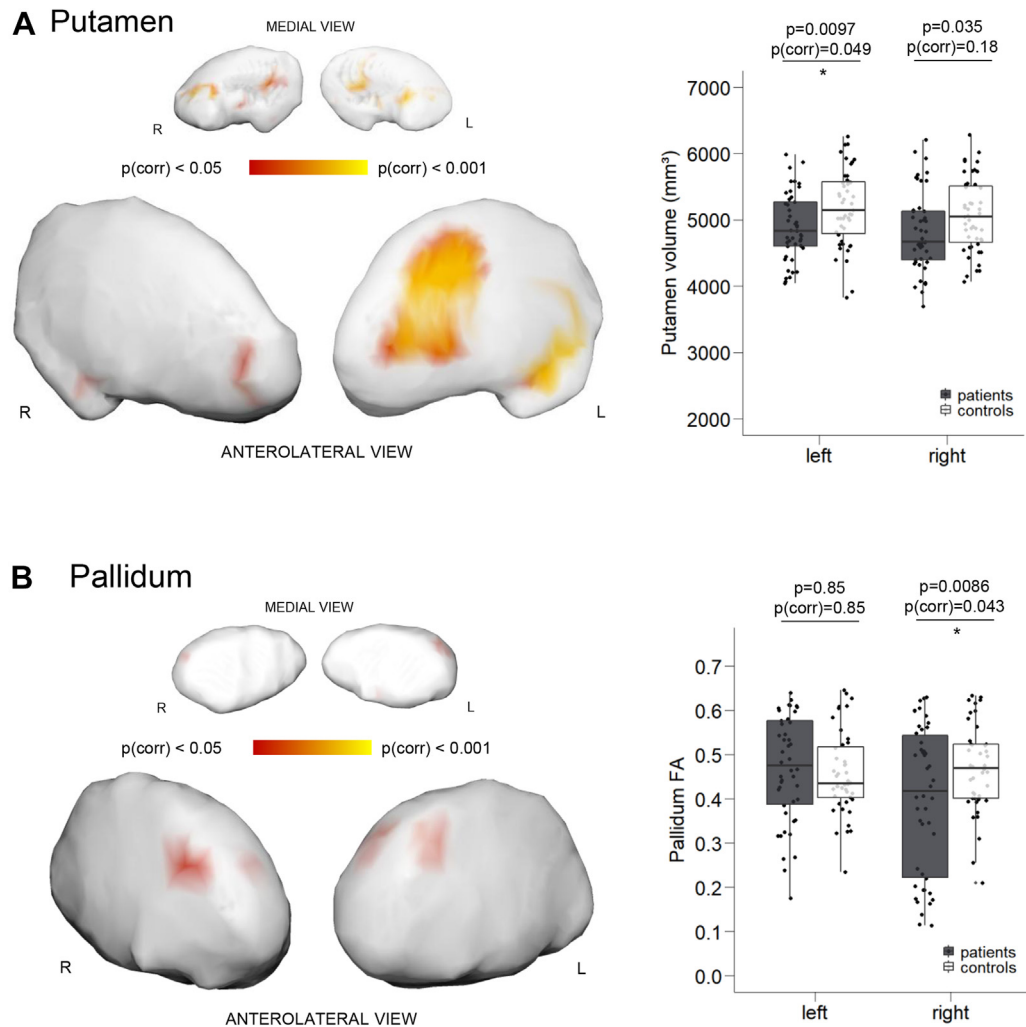 A Putamen
MEDIAL VIEW
R
L
p(corr) < 0.05 p(corr) < 0.001
R
L
ANTEROLATERAL VIEW
p=0.0097 p=0.035
p(corr)=0.049 p(corr)=0.18
*
Putamen volume (mm³)
7000
6000
5000
4000
3000
2000
patients
controls
left right
B Pallidum
MEDIAL VIEW
R L
p(corr) < 0.05 p(corr) < 0.001
R L
ANTEROLATERAL VIEW
p=0.85 p=0.0086
p(corr)=0.85 p(corr)=0.043
*
Pallidum FA
0.7
0.6
0.5
0.4
0.3
0.2
0.1
0.0
patients
controls
left right